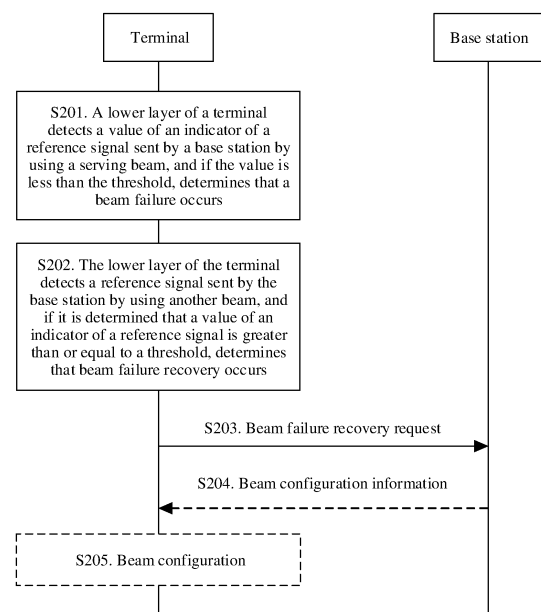 Terminal
Base station
S201. A lower layer of a terminal
detects a value of an indicator of a
reference signal sent by a base station by
using a serving beam, and if the value is
less than the threshold, determines that a
beam failure occurs
S202. The lower layer of the terminal
detects a reference signal sent by the
base station by using another beam, and
if it is determined that a value of an
indicator of a reference signal is greater
than or equal to a threshold, determines
that beam failure recovery occurs
S203. Beam failure recovery request
S204. Beam configuration information
S205. Beam configuration